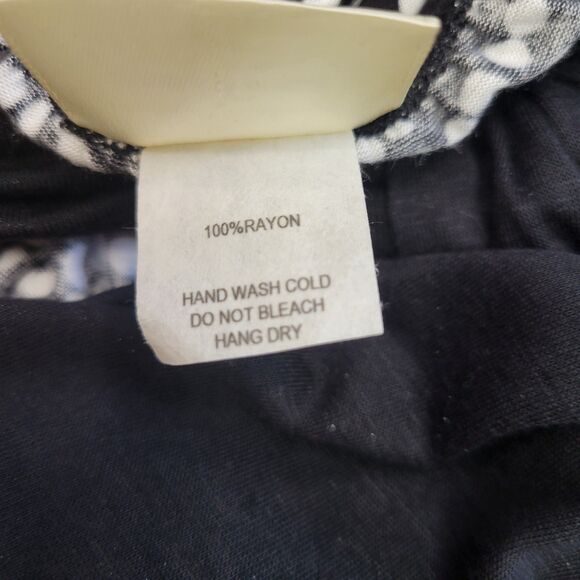 100%RAYON
HAND WASH COLD
DO NOT BLEACH
HANG DRY